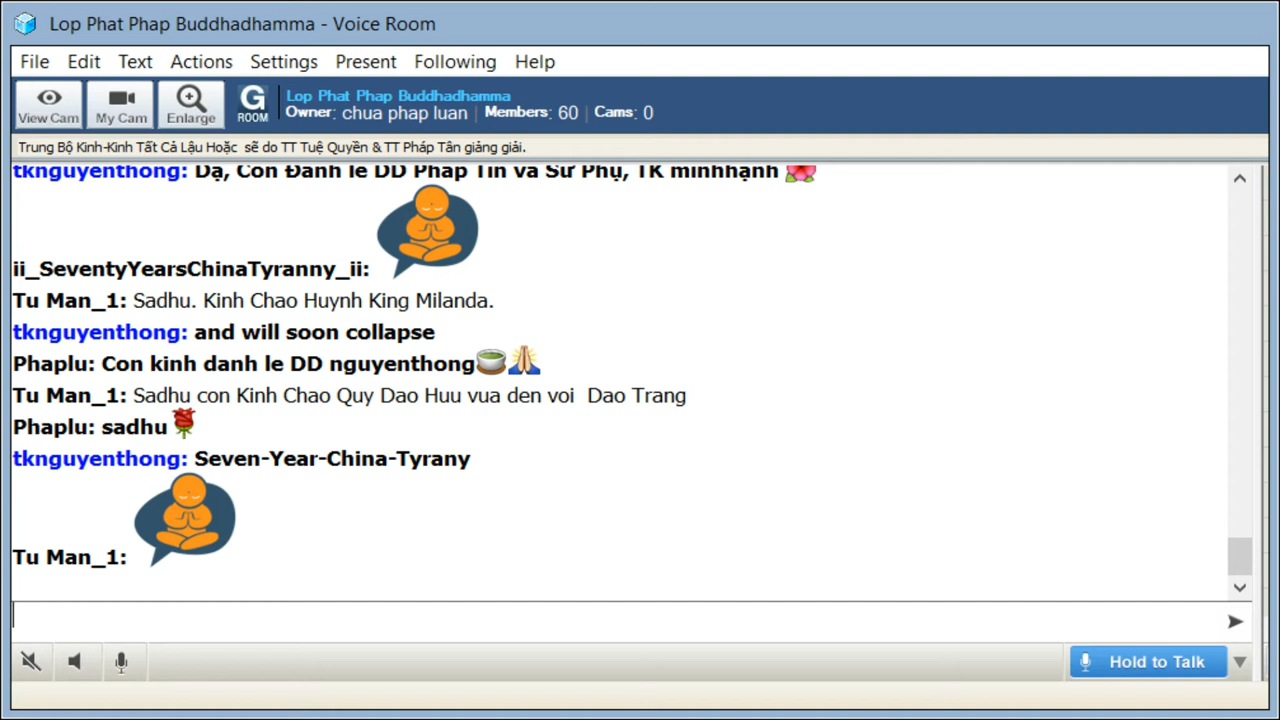 Lop Phat Phap Buddhadhamma - Voice Room
File Edit Text Actions Settings Present Following Help
View Cam My Cam Enlarge G ROOM Lop Phat Phap Buddhadhamma
Owner: chua phap luan | Members: 60 | Cams: 0
Trung Bộ Kinh-Kinh Tất Cả Lậu Hoặc sẽ do TT Tuệ Quyền & TT Pháp Tân giảng giải.
tknguyenthong: Dạ, Con Đảnh lễ DD Pháp Tín và Sư Phụ, TK minhhạnh
ii_SeventyYearsChinaTyranny_ii:
Tu Man_1: Sadhu. Kinh Chao Huynh King Milanda.
tknguyenthong: and will soon collapse
Phaplu: Con kinh danh le DD nguyenthong
Tu Man_1: Sadhu con Kinh Chao Quy Dao Huu vua den voi Dao Trang
Phaplu: sadhu
tknguyenthong: Seven-Year-China-Tyrany
Tu Man_1:
Hold to Talk